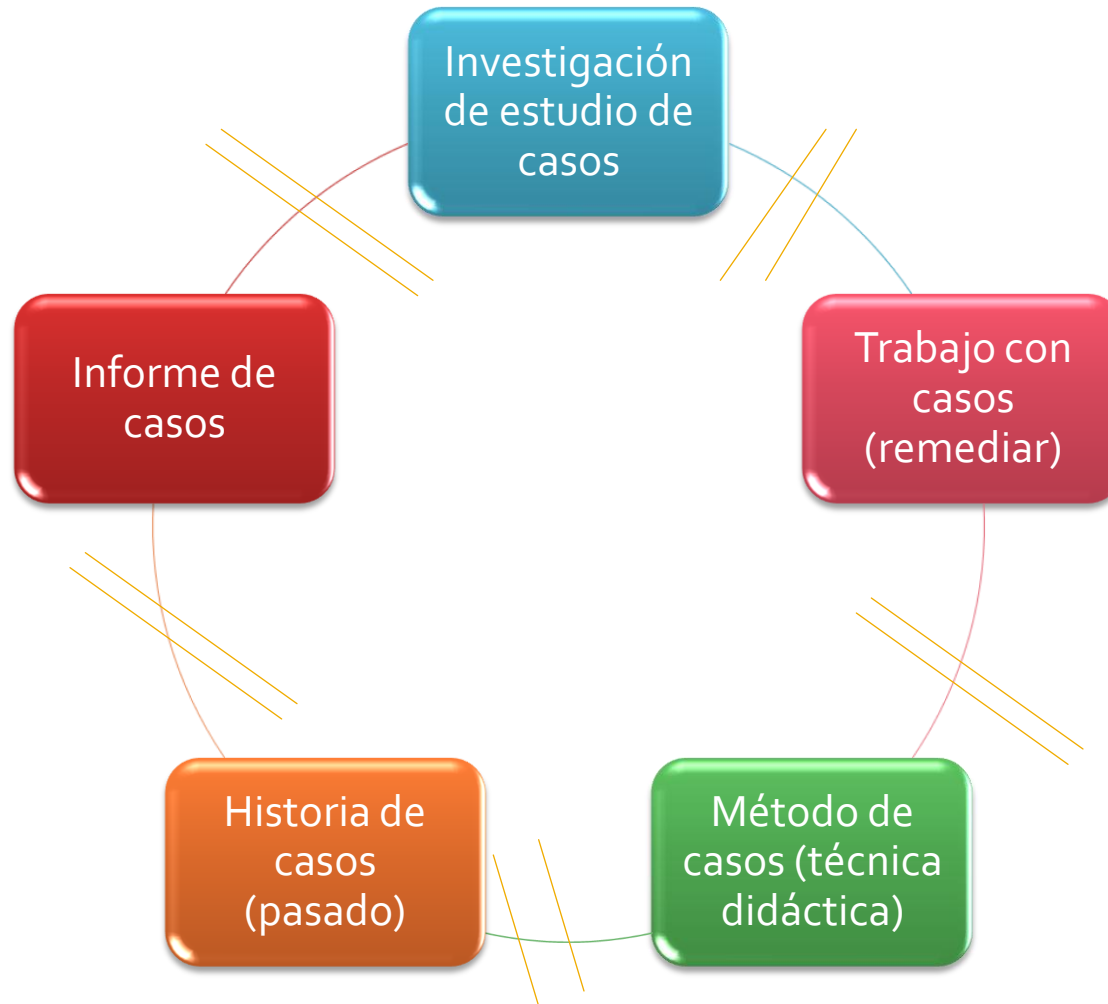 Investigación
de estudio de
casos
Trabajo con
casos
(remediar)
Método de
casos (técnica
didáctica)
Historia de
casos
(pasado)
Informe de
casos